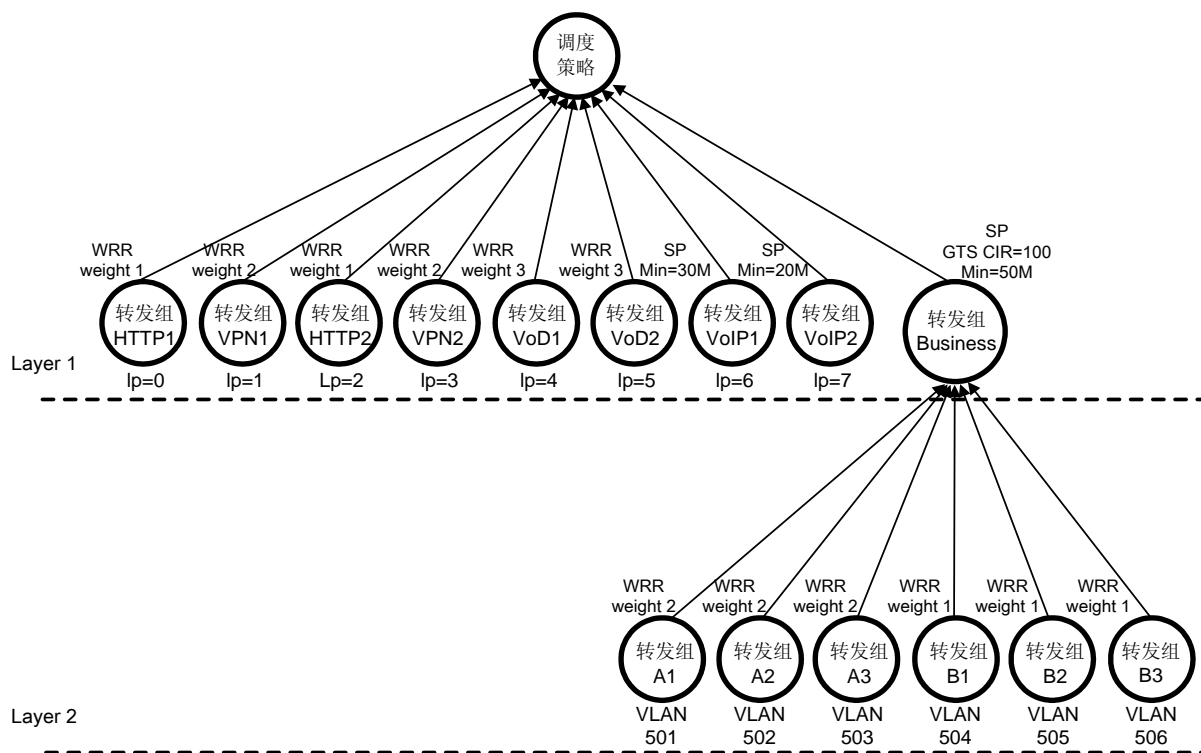 调度
策略
SP
GTS CIR=100
Min=50M
WRR
weight 1
WRR
weight 2
WRR
weight 1
WRR
weight 2
WRR
weight 3
WRR
weight 3
SP
Min=30M
SP
Min=20M
转发组
HTTP1
转发组
VPN1
转发组
HTTP2
转发组
VPN2
转发组
VoD1
转发组
VoD2
转发组
VoIP1
转发组
VoIP2
转发组
Business
Layer 1
lp=0
lp=1
Lp=2
lp=3
lp=4
lp=5
lp=6
lp=7
WRR
weight 2
WRR
weight 2
WRR
weight 2
WRR
weight 1
WRR
weight 1
WRR
weight 1
转发组
A1
转发组
A2
转发组
A3
转发组
B1
转发组
B2
转发组
B3
Layer 2
VLAN
501
VLAN
502
VLAN
503
VLAN
504
VLAN
505
VLAN
506